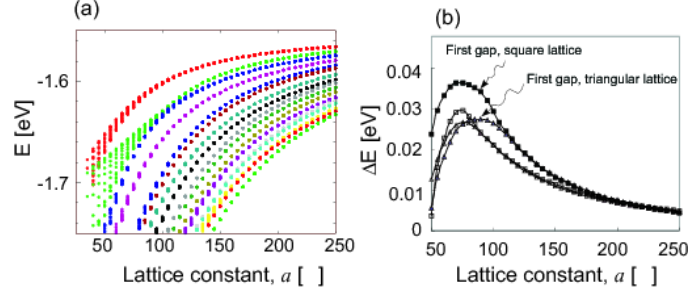 (a)
-1.6
-1.7
E [eV]
50 100 150 200 250
Lattice constant, a [ ]
(b)
First gap, square lattice
First gap, triangular lattice
0.04
0.03
0.02
0.01
0
ΔE [eV]
50 100 150 200 250
Lattice constant, a [ ]